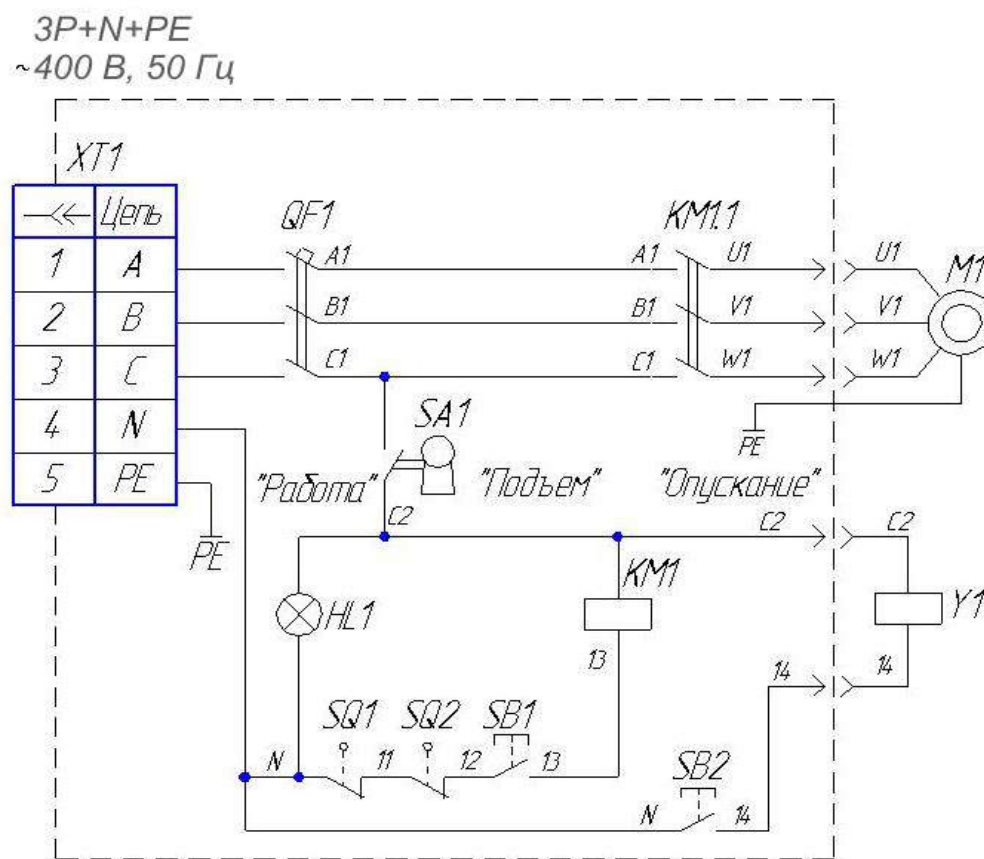 3P+N+PE
~400 В, 50 Гц
XT1
Цепь
1 A
2 B
3 C
4 N
5 PE
QF1
KM1.1
A1 A1 U1 U1
M1
B1 B1 V1 V1
C1 C1 W1 W1
SA1
PE
"Работа" "Подъем" "Опускание"
C2 C2 C2
PE
KM1
HL1
Y1
13
14 14
SQ1 SQ2 SB1
N 11 12 13
SB2
N 14